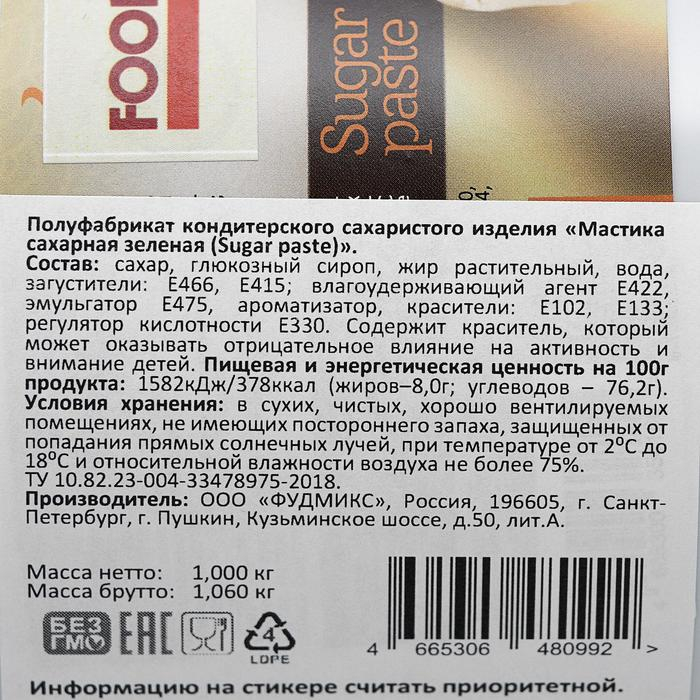 FOOD
Sugar
paste
Полуфабрикат кондитерского сахаристого изделия «Мастика
сахарная зеленая (Sugar paste)».
Состав: сахар, глюкозный сироп, жир растительный, вода,
загустители: Е466, Е415; влагоудерживающий агент Е422,
эмульгатор Е475, ароматизатор, красители: Е102, Е133;
регулятор кислотности Е330. Содержит краситель, который
может оказывать отрицательное влияние на активность и
внимание детей. Пищевая и энергетическая ценность на 100г
продукта: 1582кДж/378ккал (жиров–8,0г; углеводов – 76,2г).
Условия хранения: в сухих, чистых, хорошо вентилируемых
помещениях, не имеющих постороннего запаха, защищенных от
попадания прямых солнечных лучей, при температуре от 2⁰С до
18⁰С и относительной влажности воздуха не более 75%.
ТУ 10.82.23-004-33478975-2018.
Производитель: ООО «ФУДМИКС», Россия, 196605, г. Санкт-
Петербург, г. Пушкин, Кузьминское шоссе, д.50, лит.А.
Масса нетто: 1,000 кг
Масса брутто: 1,060 кг
БЕЗ
ГМО
ЕАС
4
LDPE
4 665306 480992 >
Информацию на стикере считать приоритетной.